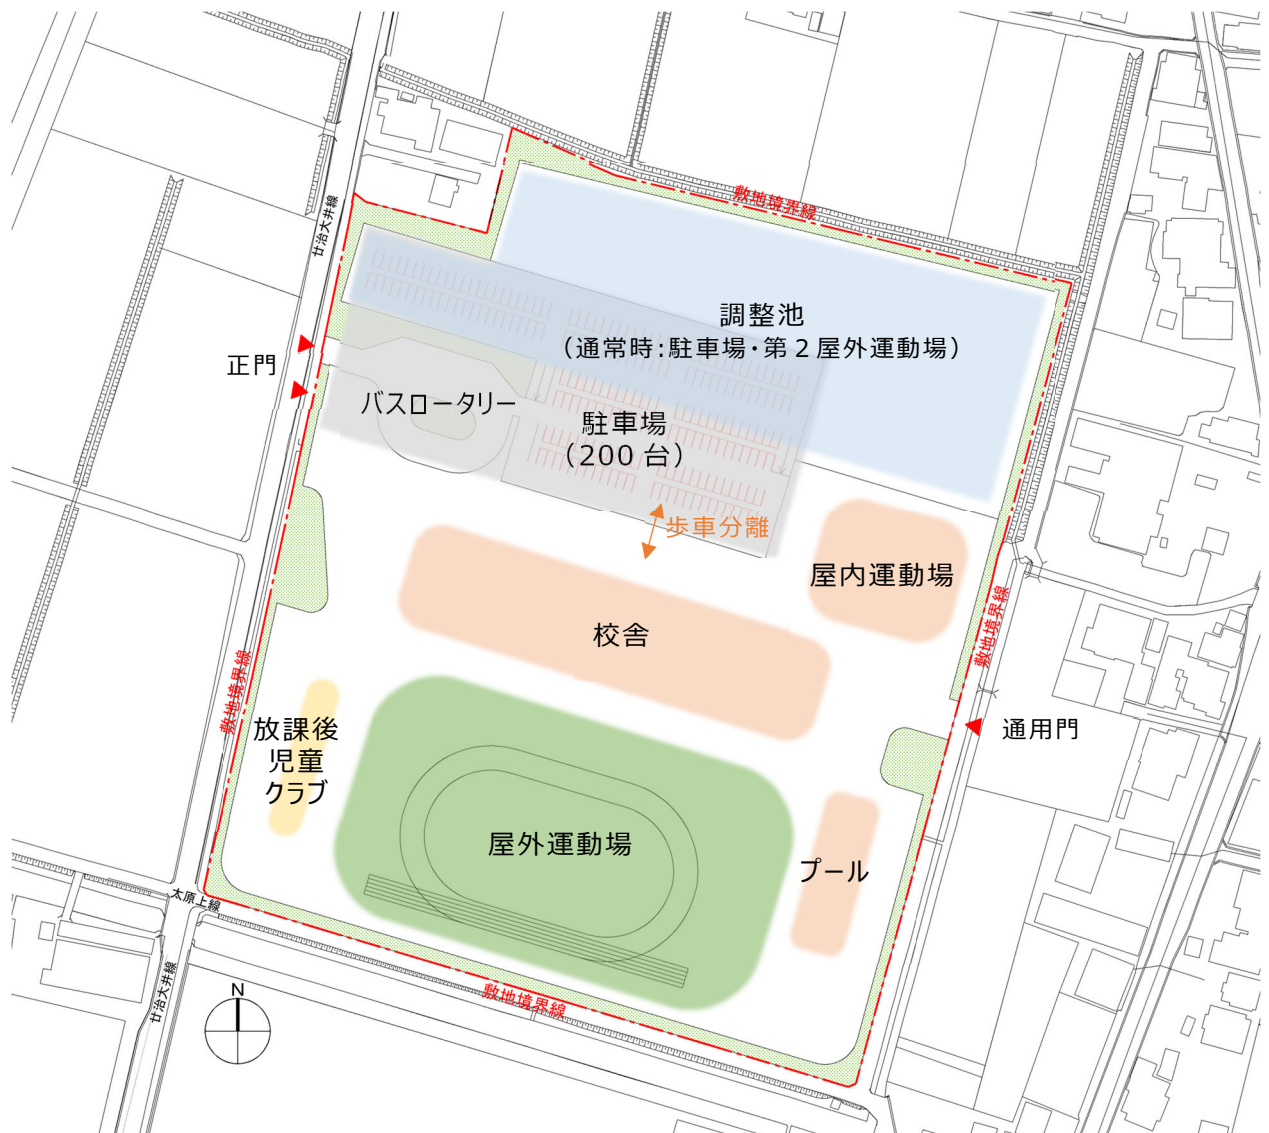 敷地境界線
廿治大井線
調整池
（通常時：駐車場・第２屋外運動場）
正門
バスロータリー
駐車場
（200 台）
歩車分離
屋内運動場
校舎
敷地境界線
敷地境界線
放課後
児童
クラブ
通用門
屋外運動場
プール
太原上線
廿治大井線
敷地境界線
N